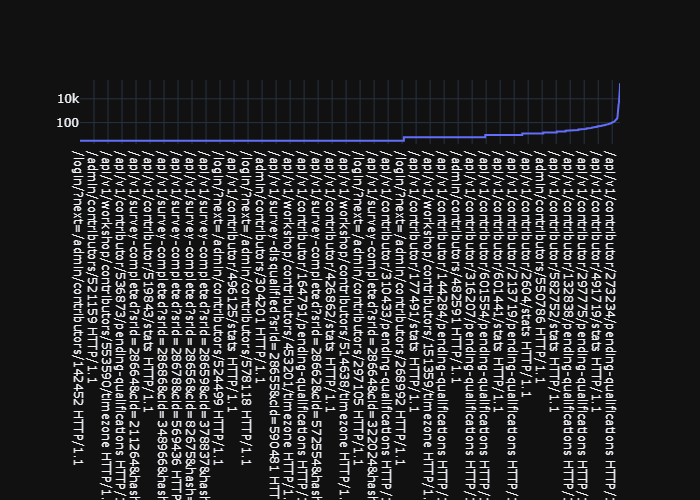 10k
100
/login/?next=/admin/contributors/142452 HTTP/1.1
/admin/contributors/521159 HTTP/1.1
/api/v1/workshop/contributors/553590/timezone HTTP/1.
/api/v1/contributor/536873/pending-qualifications HTTP/1
/api/v1/survey-completed?srid=28664&cid=211264&hash
/api/v1/contributor/519843/stats HTTP/1.1
/api/v1/survey-completed?srid=28686&cid=348966&hash
/api/v1/survey-completed?srid=28678&cid=569436 HTTP/1
/api/v1/survey-completed?srid=28656&cid=82675&hash
/api/v1/survey-completed?srid=28659&cid=378837&hash
/login/?next=/admin/contributors/524499 HTTP/1.1
/api/v1/contributor/496125/stats HTTP/1.1
/login/?next=/admin/contributors/578118 HTTP/1.1
/admin/contributors/304201 HTTP/1.1
/api/v1/survey-disqualified?srid=28655&cid=590481 HTTP
/api/v1/workshop/contributors/453201/timezone HTTP/1.
/api/v1/contributor/164791/pending-qualifications HTTP/1
/api/v1/survey-completed?srid=28662&cid=572554&hash
/api/v1/contributor/426862/stats HTTP/1.1
/api/v1/workshop/contributors/514638/timezone HTTP/1.
/login/?next=/admin/contributors/297105 HTTP/1.1
/api/v1/survey-completed?srid=28664&cid=322024&hash
/api/v1/contributor/310433/pending-qualifications HTTP/1
/login/?next=/admin/contributors/268992 HTTP/1.1
/api/v1/contributor/177491/stats HTTP/1.1
/api/v1/workshop/contributors/151359/timezone HTTP/1.
/api/v1/contributor/144284/pending-qualifications HTTP/1
/admin/contributors/482591 HTTP/1.1
/api/v1/contributor/316207/pending-qualifications HTTP/1
/api/v1/contributor/601554/pending-qualifications HTTP/1
/api/v1/contributor/601441/stats HTTP/1.1
/api/v1/contributor/213719/pending-qualifications HTTP/1
/api/v1/contributor/2604/stats HTTP/1.1
/admin/contributors/550786 HTTP/1.1
/api/v1/contributor/582752/stats HTTP/1.1
/api/v1/contributor/132838/pending-qualifications HTTP/1
/api/v1/contributor/297775/pending-qualifications HTTP/1
/api/v1/contributor/491719/stats HTTP/1.1
/api/v1/contributor/273234/pending-qualifications HTTP/1